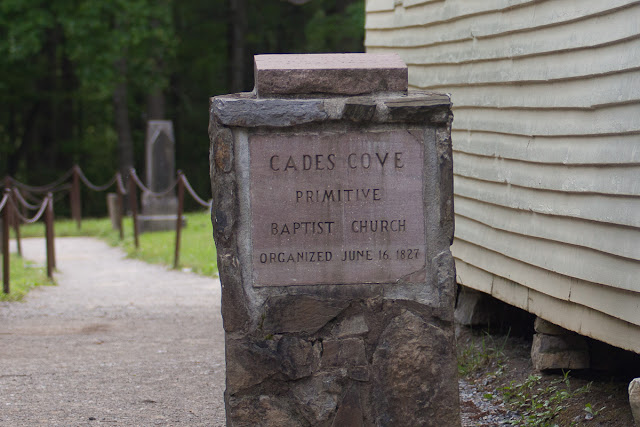 CADES COVE
PRIMITIVE
BAPTIST CHURCH
ORGANIZED JUNE 16, 1827